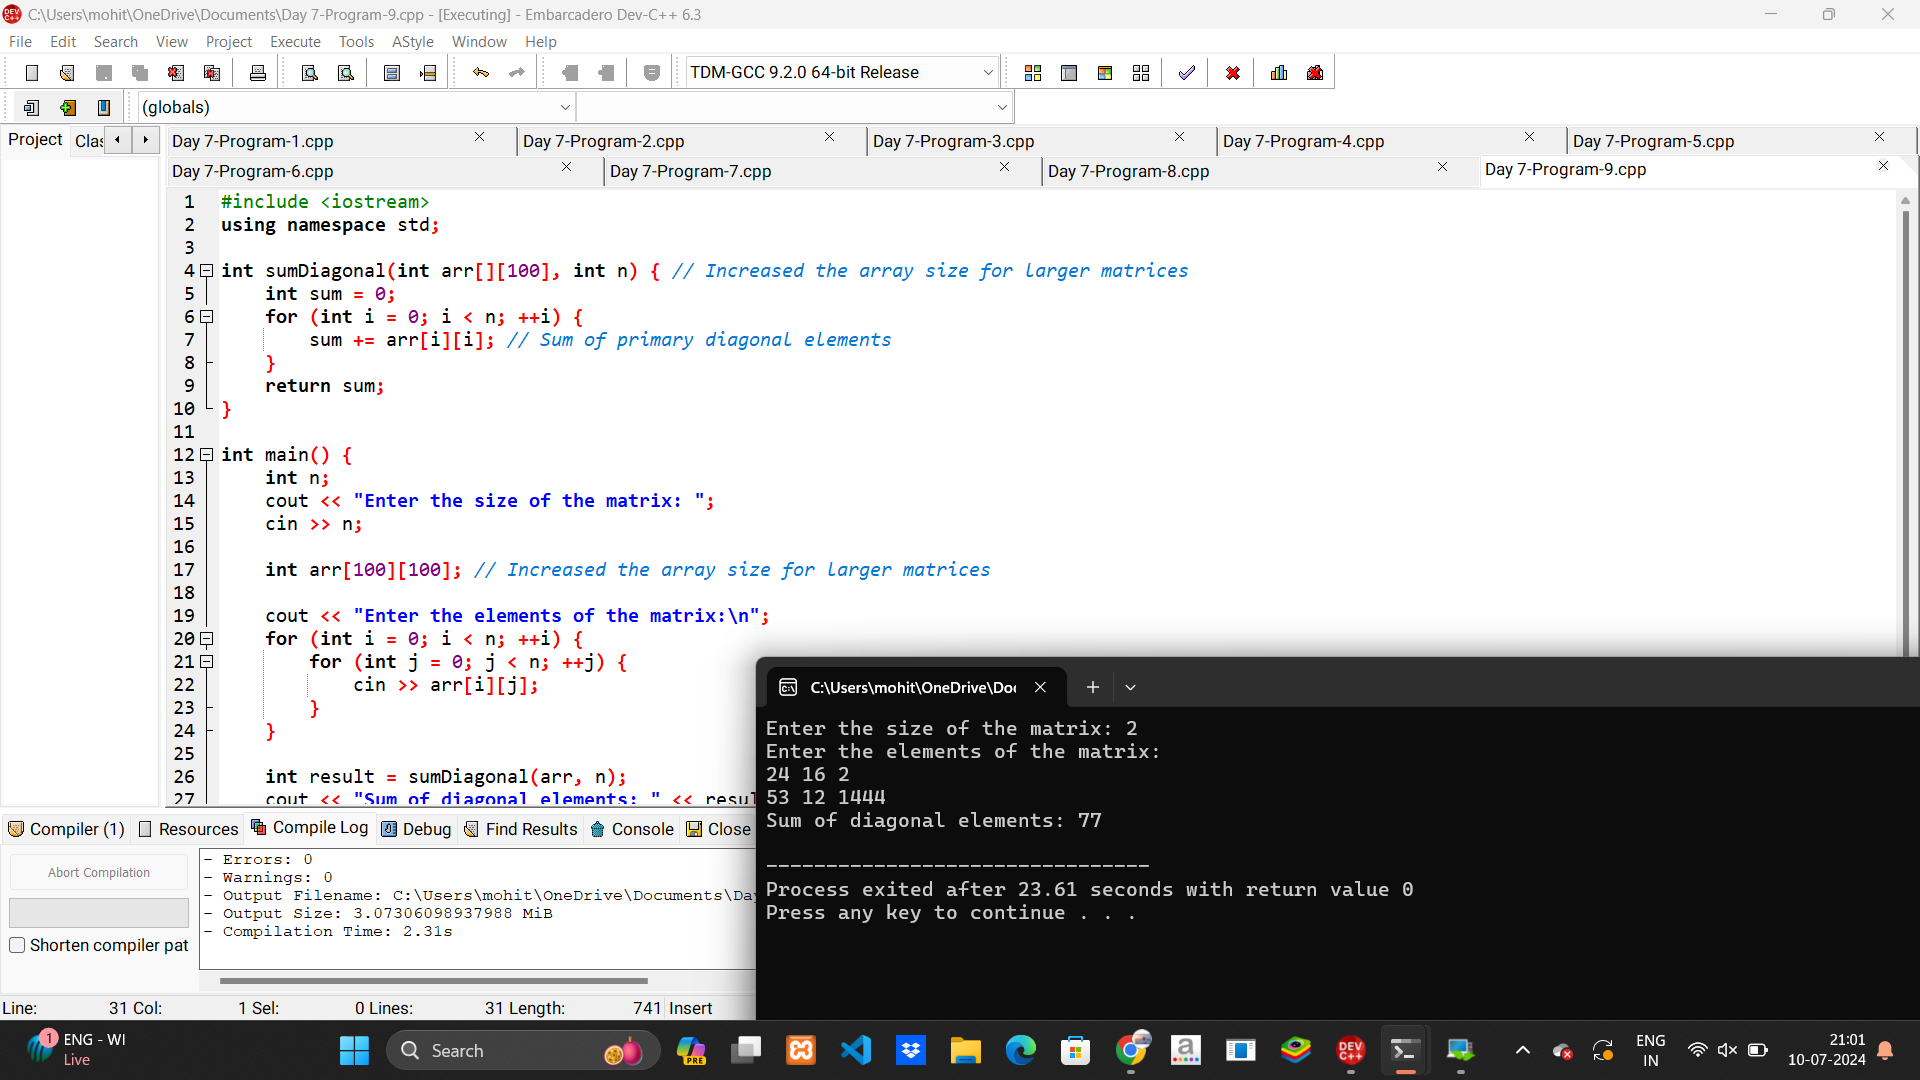 C:\Users\mohit\OneDrive\Documents\Day 7-Program-9.cpp - [Executing] - Embarcadero Dev-C++ 6.3
File Edit Search View Project Execute Tools AStyle Window Help
TDM-GCC 9.2.0 64-bit Release
(globals)
Project Clas
Day 7-Program-1.cpp Day 7-Program-2.cpp Day 7-Program-3.cpp Day 7-Program-4.cpp Day 7-Program-5.cpp
Day 7-Program-6.cpp Day 7-Program-7.cpp Day 7-Program-8.cpp Day 7-Program-9.cpp
1 #include <iostream>
2 using namespace std;
3
4 int sumDiagonal(int arr[][100], int n) { // Increased the array size for larger matrices
5 int sum = 0;
6 for (int i = 0; i < n; ++i) {
7 sum += arr[i][i]; // Sum of primary diagonal elements
8 }
9 return sum;
10 }
11
12 int main() {
13 int n;
14 cout << "Enter the size of the matrix: ";
15 cin >> n;
16
17 int arr[100][100]; // Increased the array size for larger matrices
18
19 cout << "Enter the elements of the matrix:\n";
20 for (int i = 0; i < n; ++i) {
21 for (int j = 0; j < n; ++j) {
22 cin >> arr[i][j];
23 }
24 }
25
26 int result = sumDiagonal(arr, n);
27 cout << "Sum of diagonal elements: " << resul
C:\Users\mohit\OneDrive\Doc
Enter the size of the matrix: 2
Enter the elements of the matrix:
24 16 2
53 12 1444
Sum of diagonal elements: 77
--------------------------------
Process exited after 23.61 seconds with return value 0
Press any key to continue . . .
Compiler (1) Resources Compile Log Debug Find Results Console Close
Abort Compilation
Shorten compiler pat
- Errors: 0
- Warnings: 0
- Output Filename: C:\Users\mohit\OneDrive\Documents\Day
- Output Size: 3.07306098937988 MiB
- Compilation Time: 2.31s
Line: 31 Col: 1 Sel: 0 Lines: 31 Length: 741 Insert
1 ENG - WI
Live
Search
PRE
DEV C++
ENG
IN
21:01
10-07-2024